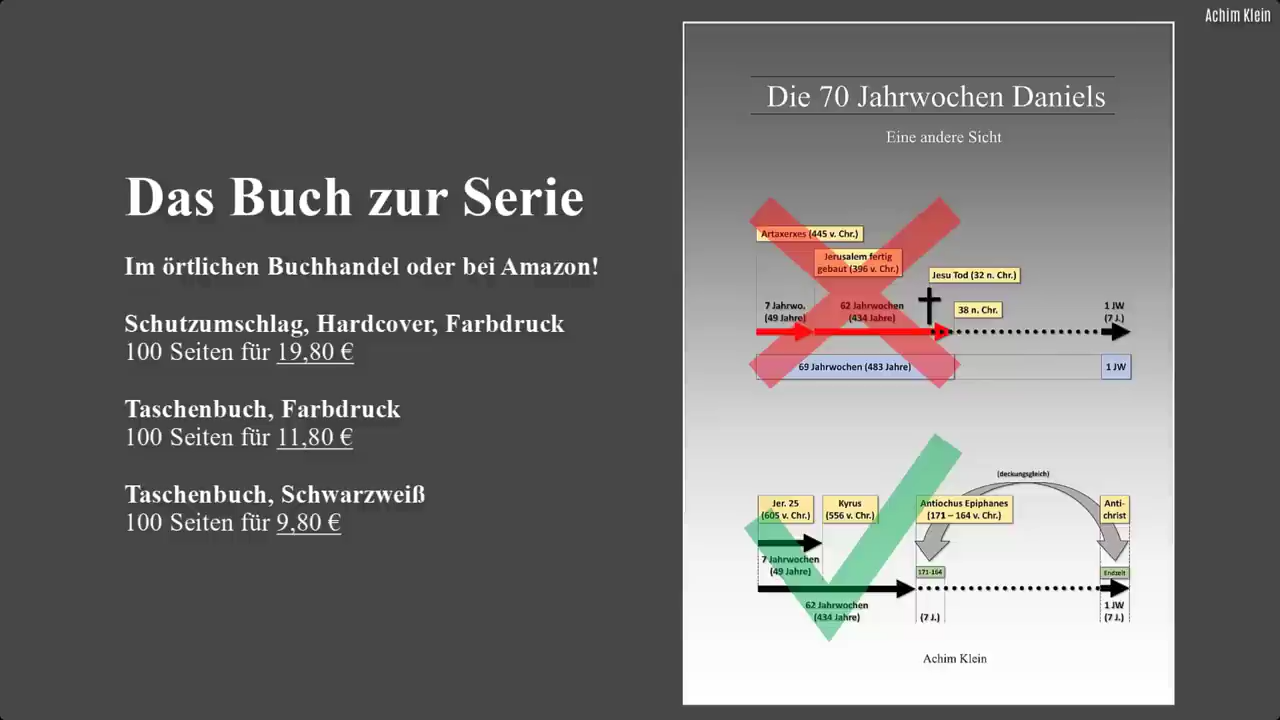 Achim Klein
Das Buch zur Serie
Im örtlichen Buchhandel oder bei Amazon!
Schutzumschlag, Hardcover, Farbdruck
100 Seiten für 19,80 €
Taschenbuch, Farbdruck
100 Seiten für 11,80 €
Taschenbuch, Schwarzweiß
100 Seiten für 9,80 €
Die 70 Jahrwochen Daniels
Eine andere Sicht
Artaxerxes (445 v. Chr.)
Jerusalem fertig
gebaut (396 v. Chr.)
Jesu Tod (32 n. Chr.)
38 n. Chr.
7 Jahrwo.
(49 Jahre)
62 Jahrwochen
(434 Jahre)
1 JW
(7 J.)
69 Jahrwochen (483 Jahre)
1 JW
(deckungsgleich)
Jer. 25
(605 v. Chr.)
Kyrus
(556 v. Chr.)
Antiochus Epiphanes
(171 – 164 v. Chr.)
Anti-
christ
7 Jahrwochen
(49 Jahre)
171-164
Endzeit
62 Jahrwochen
(434 Jahre)
(7 J.)
1 JW
(7 J.)
Achim Klein